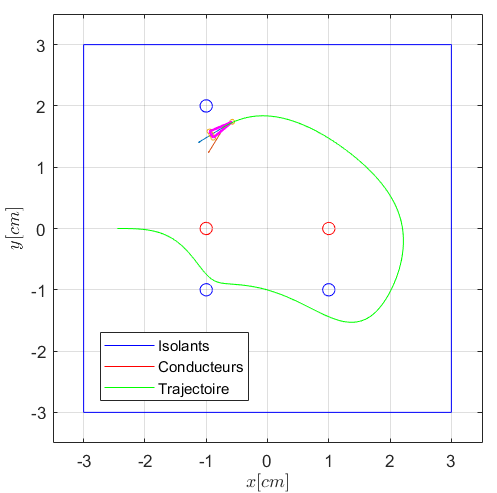 3
2
1
0
-1
-2
-3
y[cm]
Isolants
Conducteurs
Trajectoire
-3 -2 -1 0 1 2 3
x[cm]